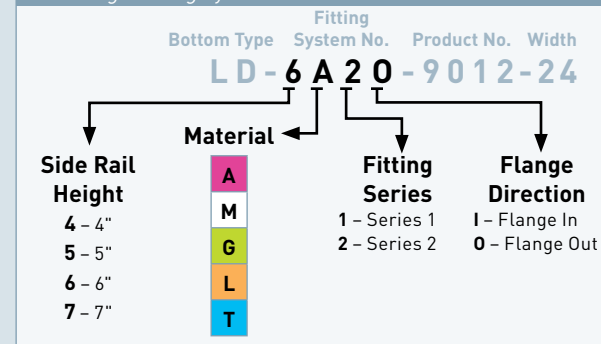 Fitting
Bottom Type System No. Product No. Width
LD-6A2O-9012-24
Side Rail
Height
4 – 4"
5 – 5"
6 – 6"
7 – 7"
Material
A
M
G
L
T
Fitting
Series
1 – Series 1
2 – Series 2
Flange
Direction
I – Flange In
O – Flange Out